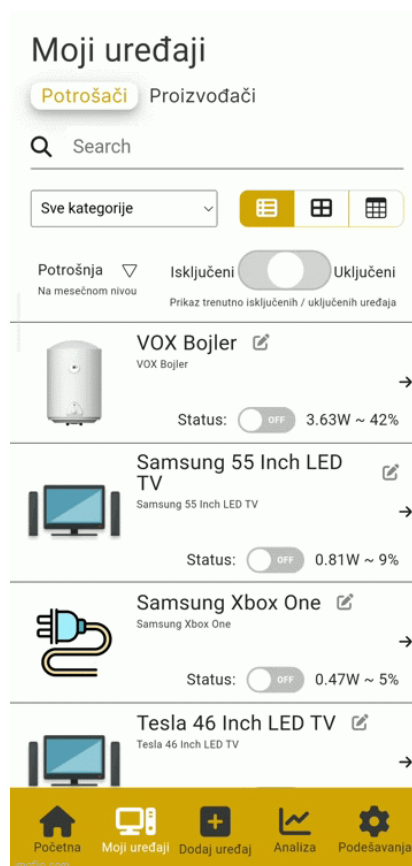 Moji uređaji
Potrošači Proizvođači
Search
Sve kategorije
Potrošnja Isključeni Uključeni
Na mesečnom nivou Prikaz trenutno isključenih / uključenih uređaja
VOX Bojler
VOX Bojler
Status: OFF 3.63W ~ 42%
Samsung 55 Inch LED
TV
Samsung 55 Inch LED TV
Status: OFF 0.81W ~ 9%
Samsung Xbox One
Samsung Xbox One
Status: OFF 0.47W ~ 5%
Tesla 46 Inch LED TV
Tesla 46 Inch LED TV
Početna Moji uređaji Dodaj uređaj Analiza Podešavanja